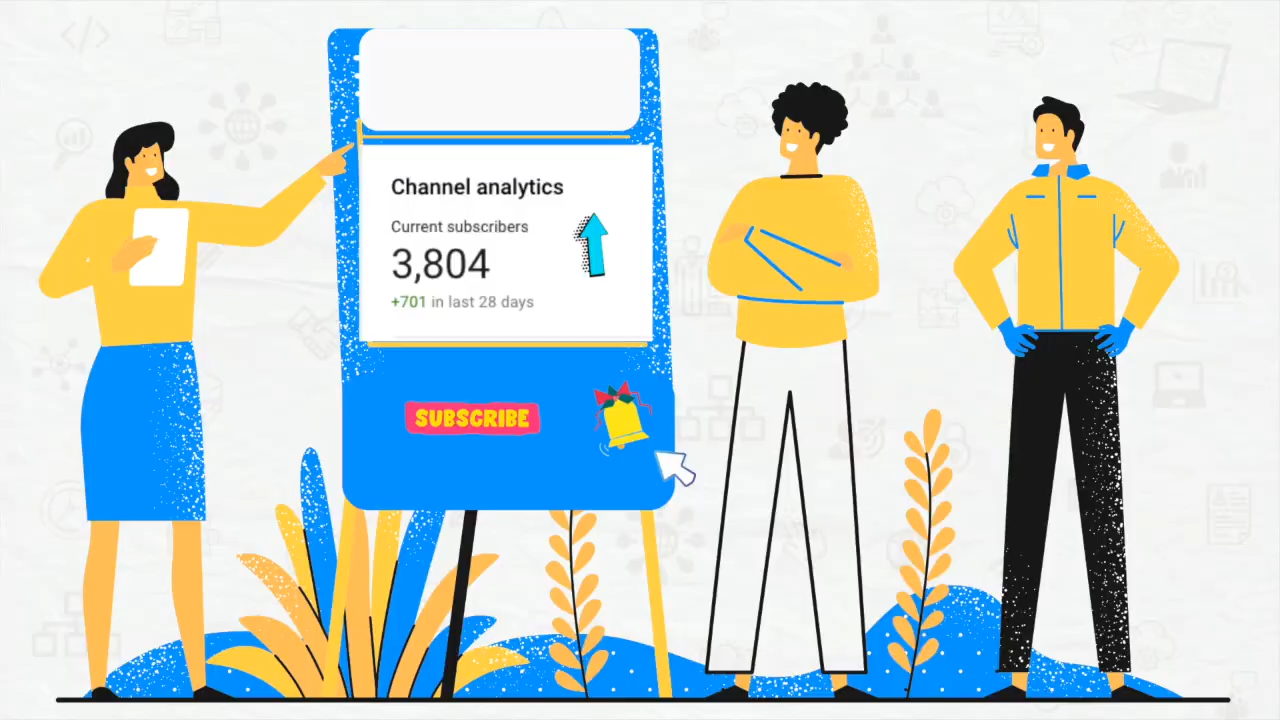 Channel analytics
Current subscribers
3,804
+701 in last 28 days
SUBSCRIBE